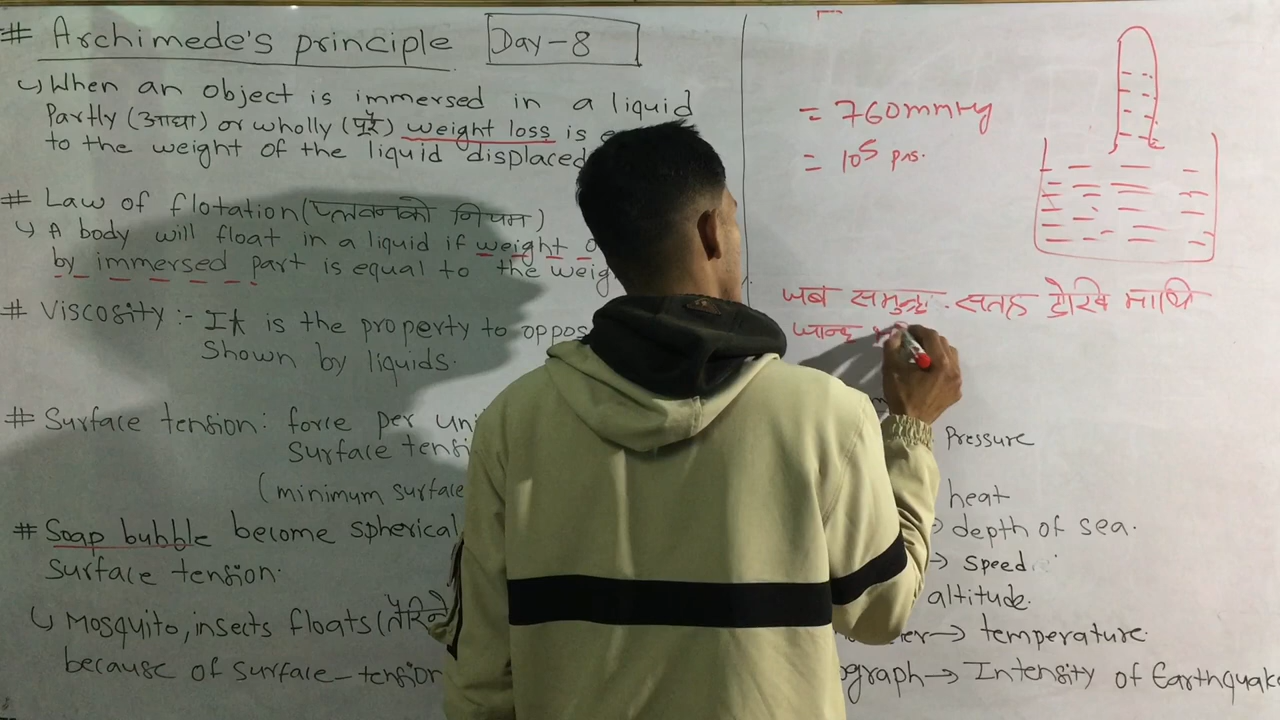 # Archimede's principle Day-8
↳ When an object is immersed in a liquid
Partly (आधा) or wholly (पुरै) weight loss is
to the weight of the liquid displaced
# Law of flotation (प्लवनको नियम)
↳ A body will float in a liquid if weight
by immersed part is equal to the weig
# Viscosity :- It is the property to oppos
shown by liquids.
# Surface tension: force per uni
surface tensi
(minimum surface
# Soap bubble become spherical
surface tension.
↳ Mosquito, insects floats (
because of surface-tension
= 760mmHg
= 10⁵ pas.
जब समुन्द्र सतह देखि माथि
जान्छ
Pressure
heat
→ depth of sea.
→ speed
altitude.
er → temperature.
ograph → Intensity of Earthquake